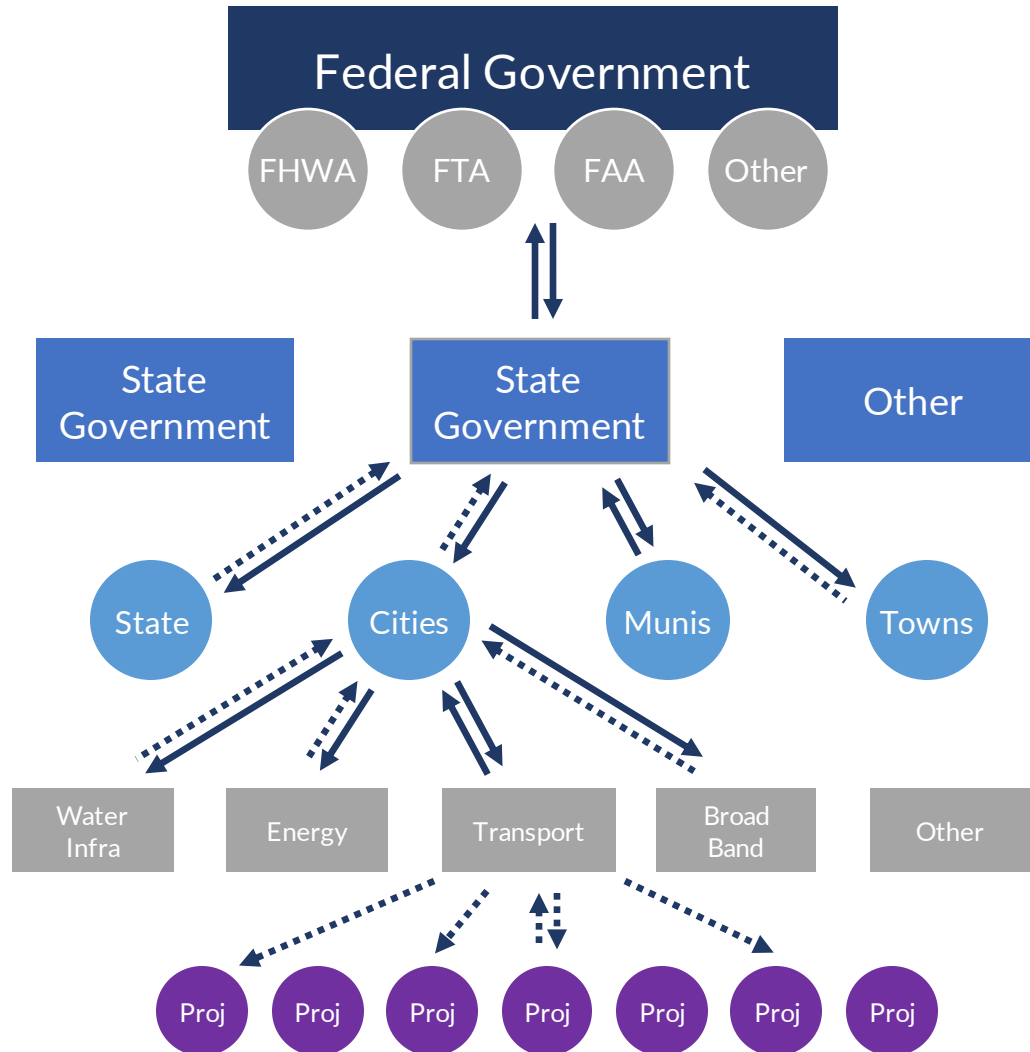 Federal Government
FHWA
FTA
FAA
Other
State
Government
State
Government
Other
State
Cities
Munis
Towns
Water
Infra
Energy
Transport
Broad
Band
Other
Proj
Proj
Proj
Proj
Proj
Proj
Proj